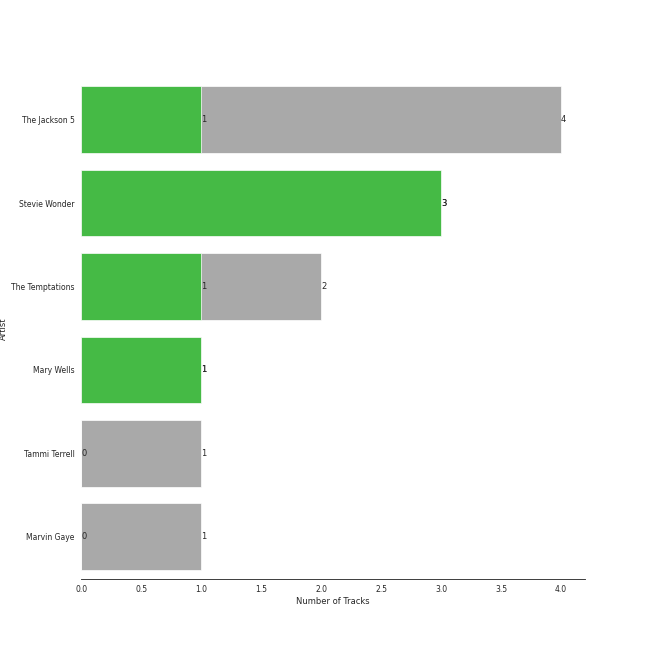 The Jackson 5
1
4
Stevie Wonder
3
The Temptations
1
2
Artist
Mary Wells
1
Tammi Terrell
0
1
Marvin Gaye
0
1
0.0 0.5 1.0 1.5 2.0 2.5 3.0 3.5 4.0
Number of Tracks